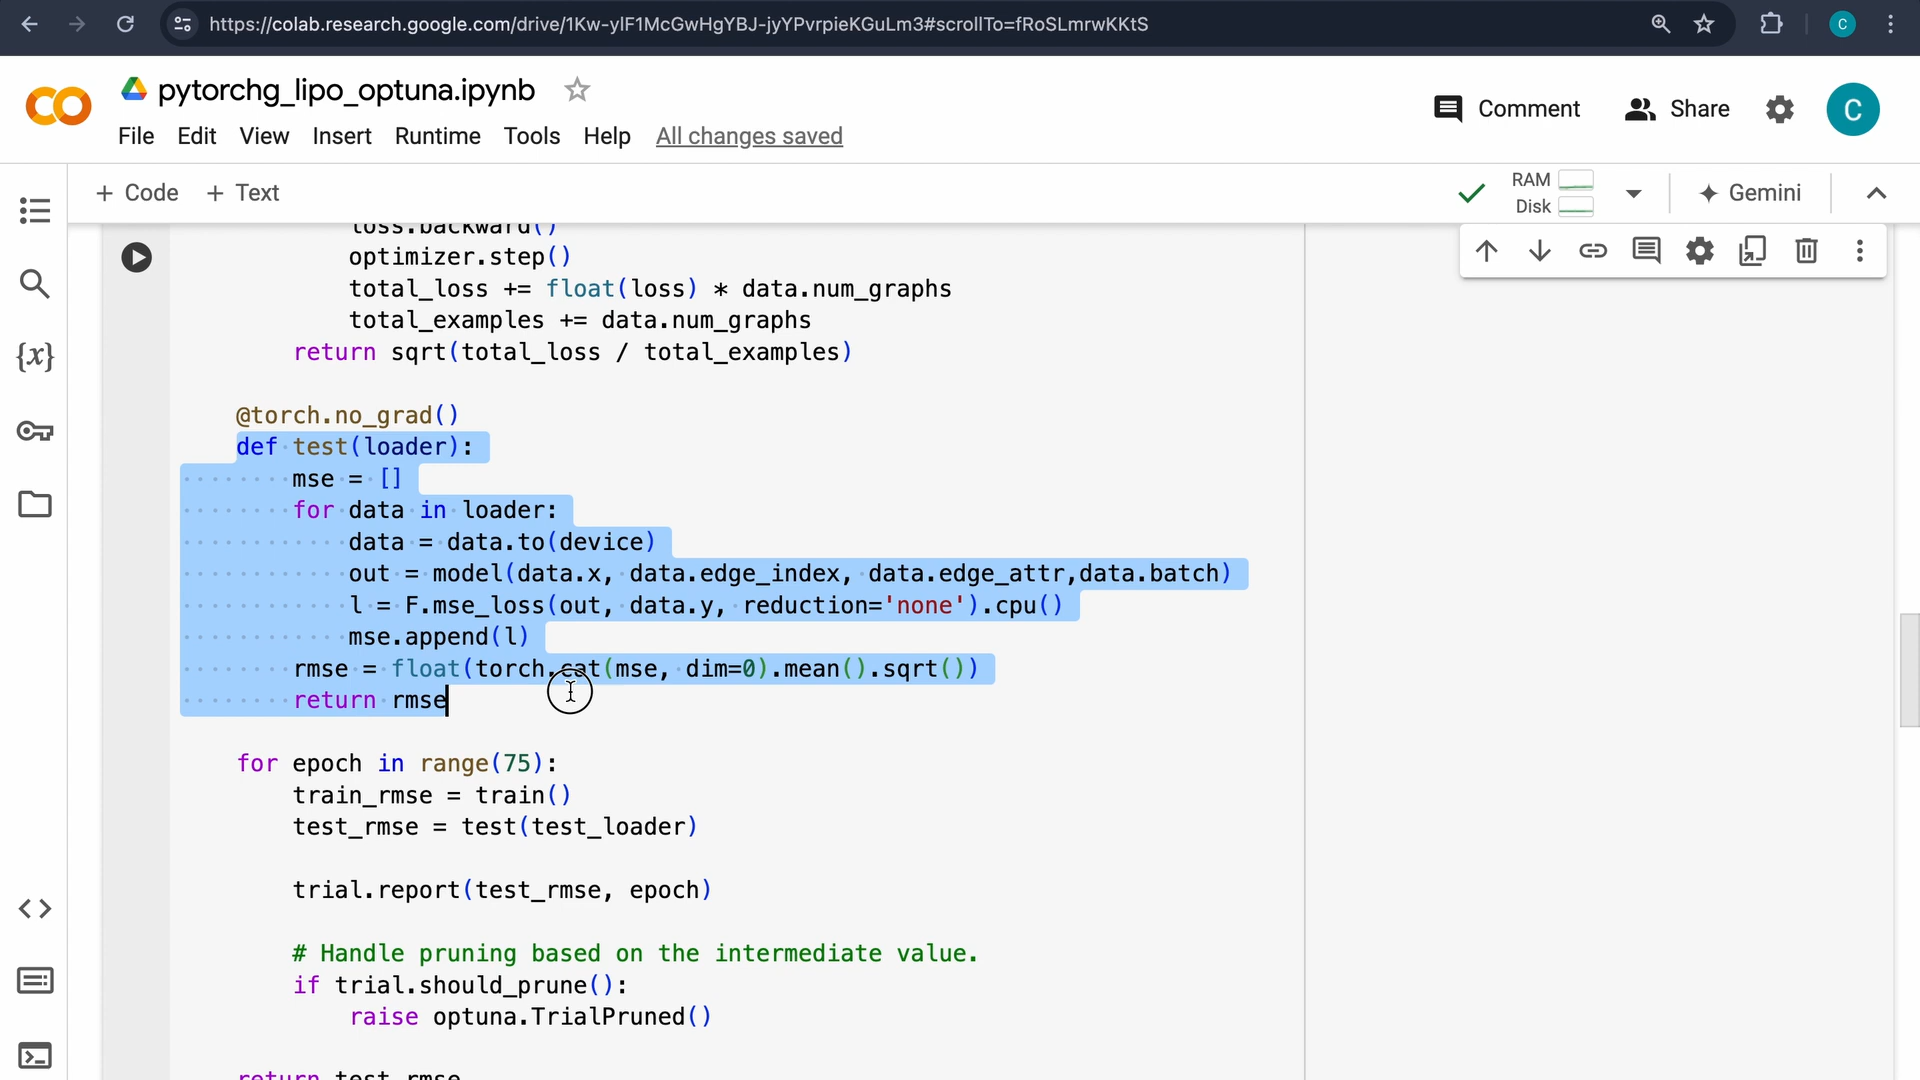 https://colab.research.google.com/drive/1Kw-ylF1McGwHgYBJ-jyYPvrpieKGuLm3#scrollTo=fRoSLmrwKKtS
C
pytorchg_lipo_optuna.ipynb
Comment
Share
C
File Edit View Insert Runtime Tools Help All changes saved
+ Code + Text
RAM
Disk
Gemini
loss.backward()
optimizer.step()
total_loss += float(loss) * data.num_graphs
total_examples += data.num_graphs
return sqrt(total_loss / total_examples)
@torch.no_grad()
def test(loader):
mse = []
for data in loader:
data = data.to(device)
out = model(data.x, data.edge_index, data.edge_attr,data.batch)
l = F.mse_loss(out, data.y, reduction='none').cpu()
mse.append(l)
rmse = float(torch.cat(mse, dim=0).mean().sqrt())
return rmse
for epoch in range(75):
train_rmse = train()
test_rmse = test(test_loader)
trial.report(test_rmse, epoch)
# Handle pruning based on the intermediate value.
if trial.should_prune():
raise optuna.TrialPruned()
return test_rmse